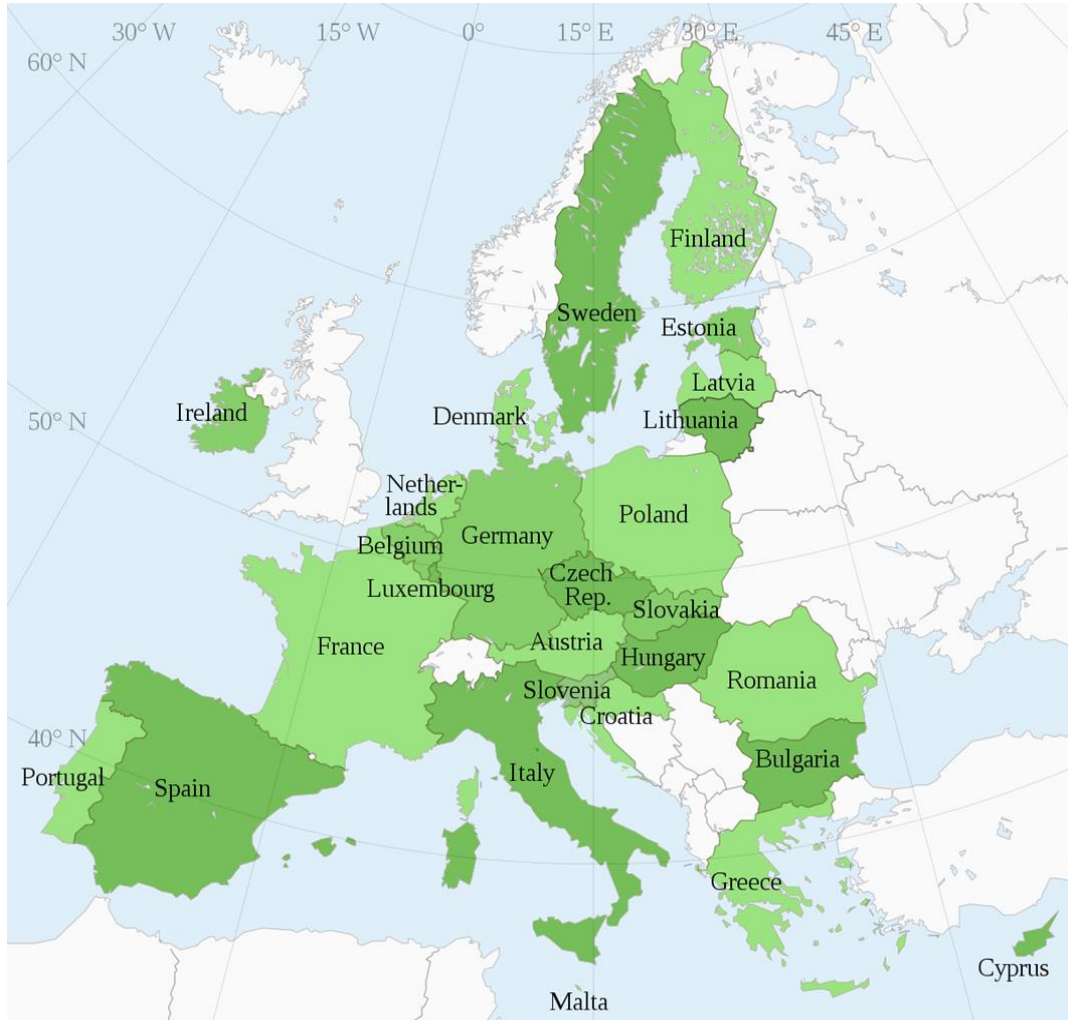 30° W 15° W 0° 15° E 30° E 45° E
60° N
Finland
Sweden
Estonia
Latvia
Ireland
Denmark
Lithuania
50° N
Nether-
lands
Poland
Germany
Belgium
Czech
Rep.
Luxembourg
Slovakia
Austria
France
Hungary
Romania
Slovenia
Croatia
40° N
Bulgaria
Italy
Portugal
Spain
Greece
Cyprus
Malta